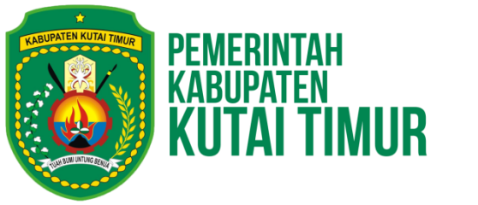 KABUPATEN KUTAI TIMUR
TUAH BUMI UNTUNG BENUA
PEMERINTAH
KABUPATEN
KUTAI TIMUR